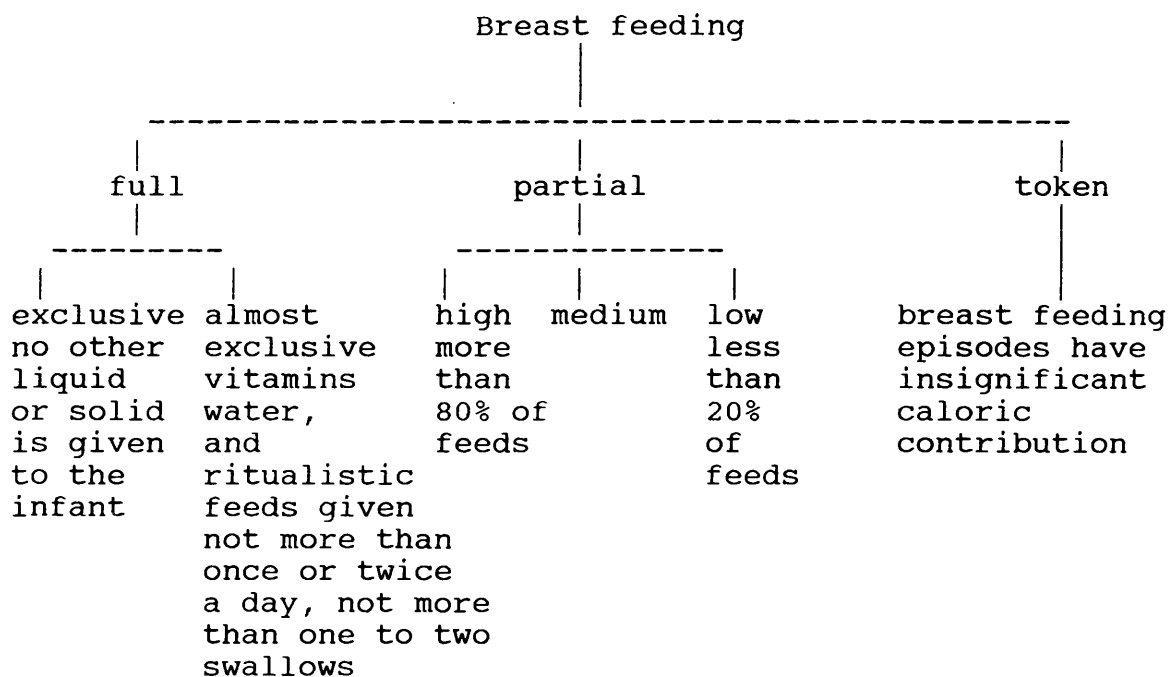 Breast feeding
full partial token
exclusive almost high medium low breast feeding
no other exclusive more less episodes have
liquid vitamins than than insignificant
or solid water, 80% of 20% caloric
is given and feeds of contribution
to the ritualistic feeds
infant feeds given
not more than
once or twice
a day, not more
than one to two
swallows